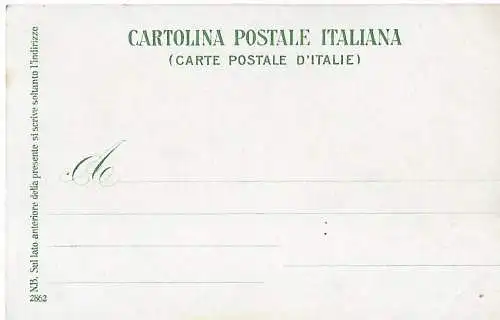 CARTOLINA POSTALE ITALIANA
(CARTE POSTALE D'ITALIE)
A
N.B. Sul lato anteriore della presente si scrive soltanto l'indirizzo
2862